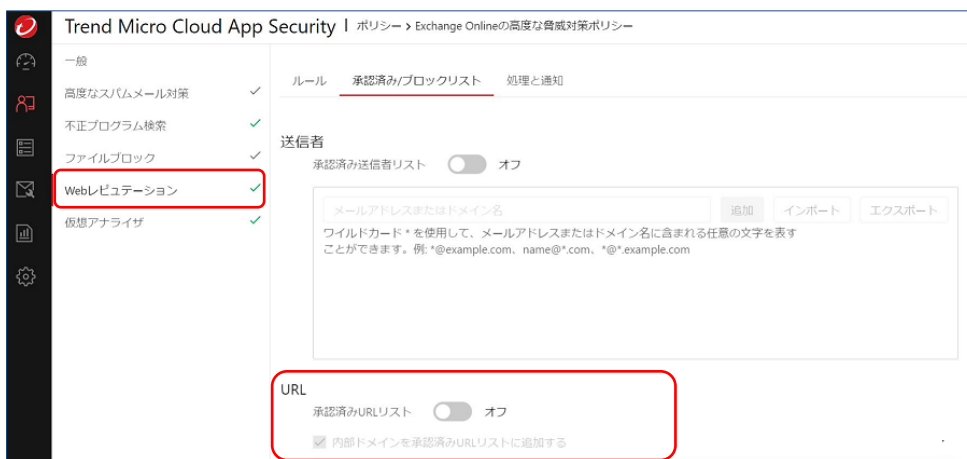 Trend Micro Cloud App Security | ポリシー > Exchange Onlineの高度な脅威対策ポリシー
一般
高度なスパムメール対策
不正プログラム検索
ファイルブロック
Webレピュテーション
仮想アナライザ
ルール 承認済み/ブロックリスト 処理と通知
送信者
承認済み送信者リスト オフ
メールアドレスまたはドメイン名 追加 インポート エクスポート
ワイルドカード * を使用して、メールアドレスまたはドメイン名に含まれる任意の文字を表す
ことができます。例: *@example.com、name@*.com、*@*.example.com
URL
承認済みURLリスト オフ
内部ドメインを承認済みURLリストに追加する